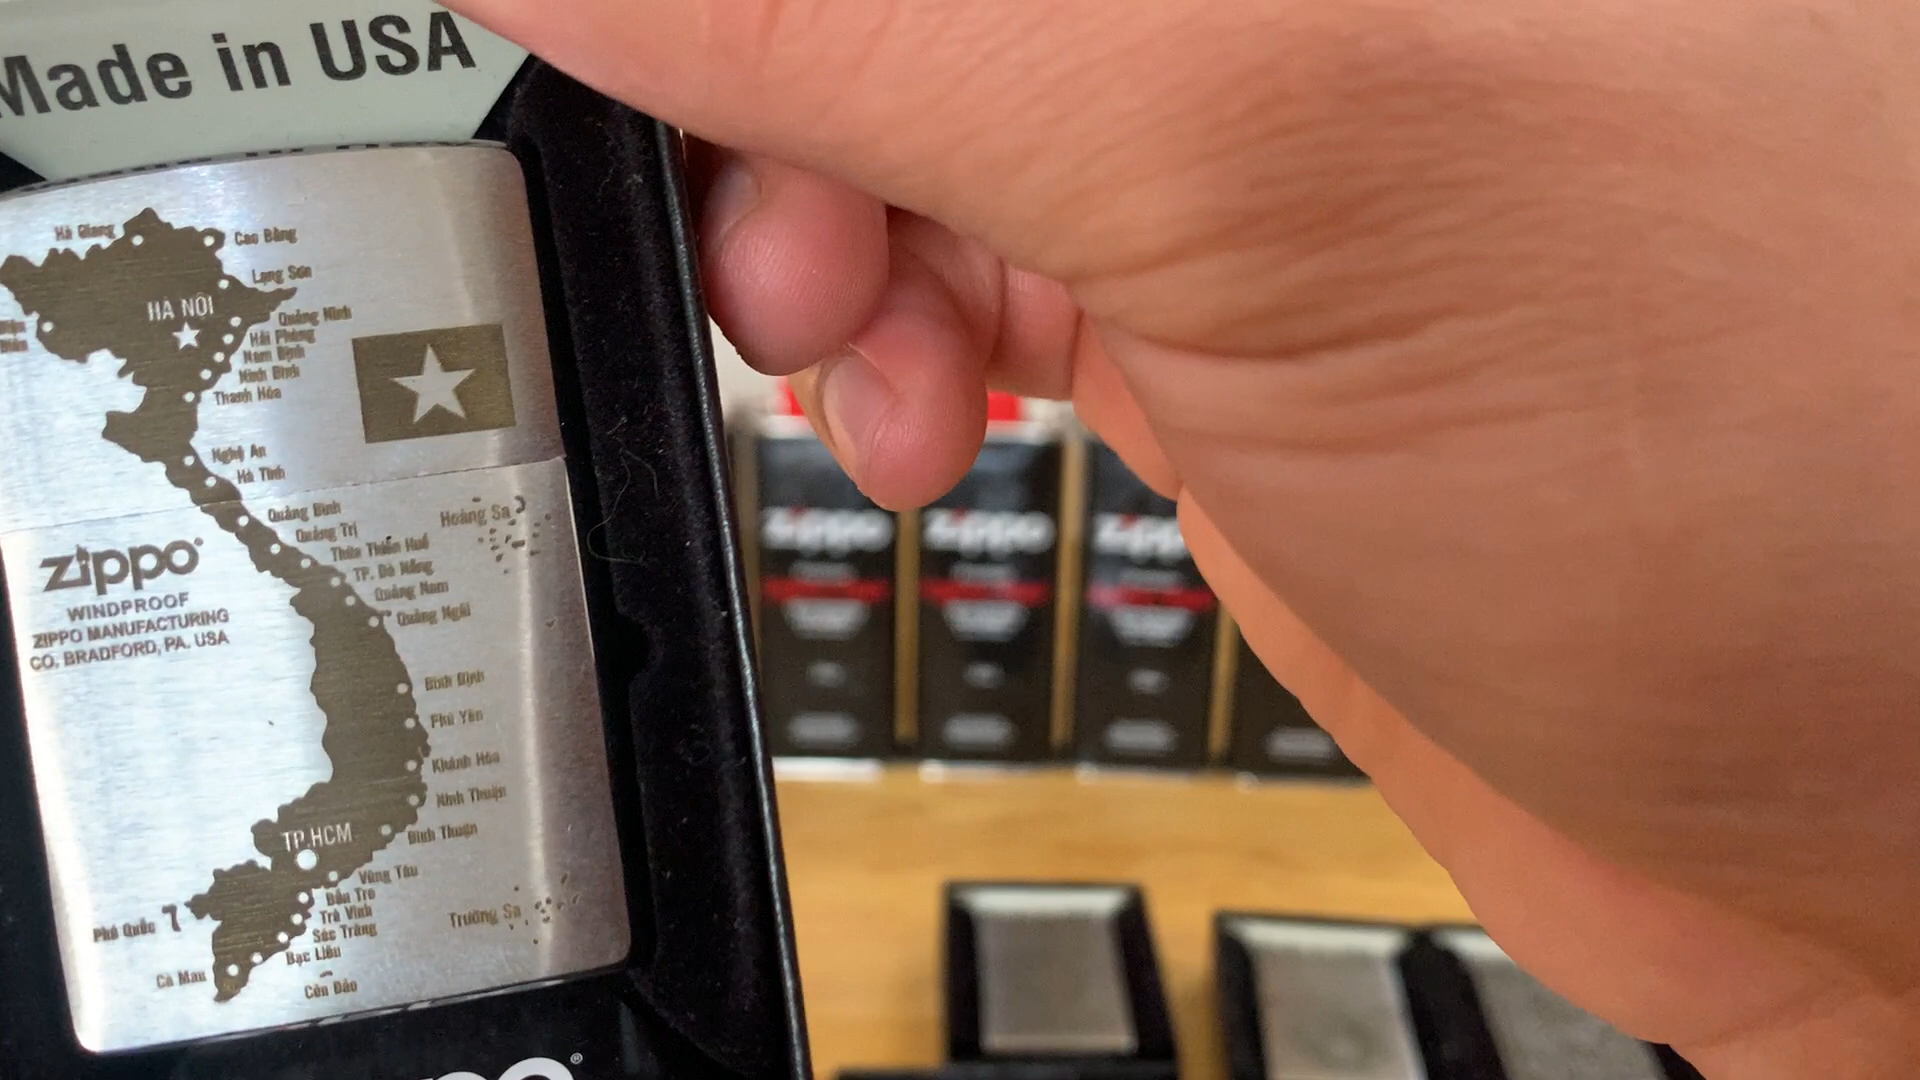 Made in USA
Hà Giang
Cao Bằng
Lạng Sơn
HÀ NỘI
Quảng Ninh
Hải Phòng
Nam Định
Ninh Bình
Thanh Hóa
Nghệ An
Hà Tĩnh
Quảng Bình
Quảng Trị
Thừa Thiên Huế
TP. Đà Nẵng
Quảng Nam
Quảng Ngãi
Hoàng Sa
zippo
WINDPROOF
ZIPPO MANUFACTURING
CO. BRADFORD, PA. USA
Bình Định
Phú Yên
Khánh Hòa
Ninh Thuận
Bình Thuận
TP.HCM
Vũng Tàu
Bến Tre
Trà Vinh
Sóc Trăng
Bạc Liêu
Phú Quốc
Cà Mau
Côn Đảo
Trường Sa
zippo
zippo